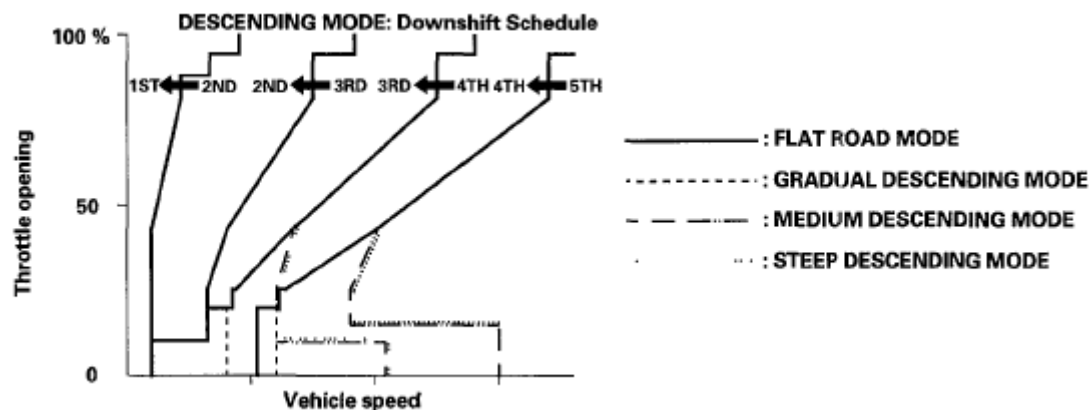 DESCENDING MODE: Downshift Schedule
100 %
1ST 2ND 2ND 3RD 3RD 4TH 4TH 5TH
Throttle opening
50
0
Vehicle speed
: FLAT ROAD MODE
: GRADUAL DESCENDING MODE
: MEDIUM DESCENDING MODE
: STEEP DESCENDING MODE